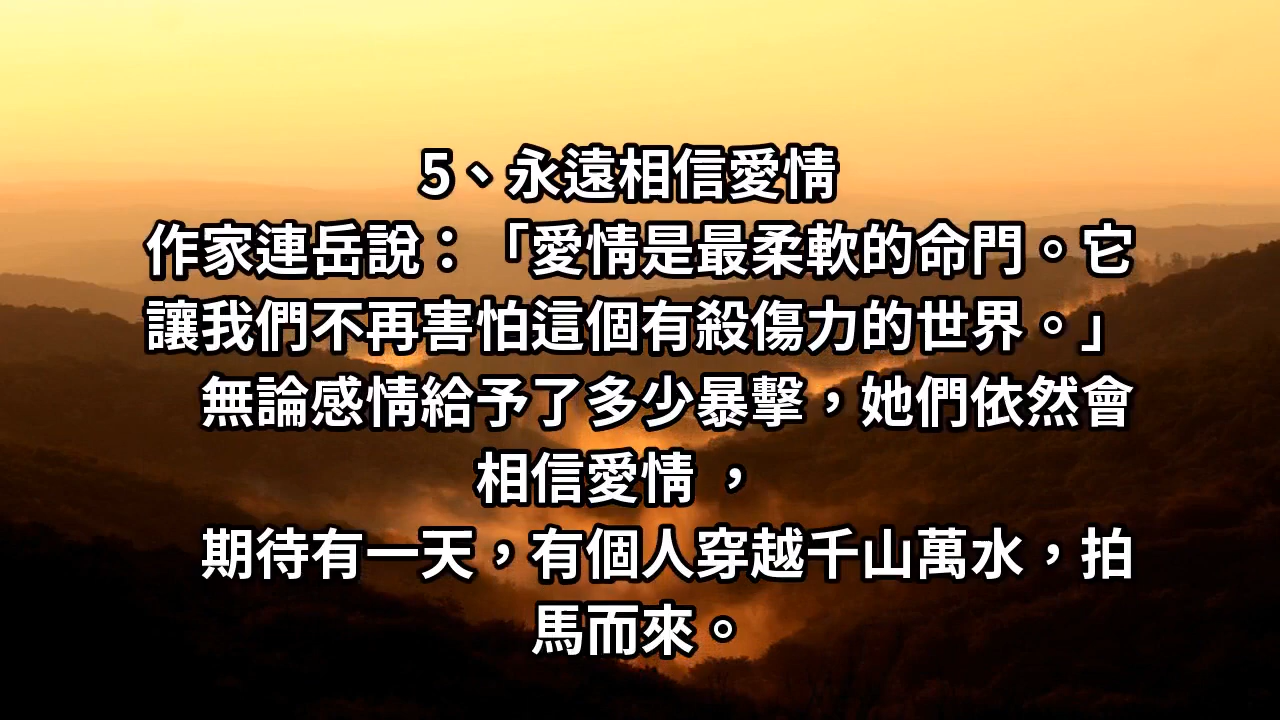 5、永遠相信愛情
作家連岳說：「愛情是最柔軟的命門。它
讓我們不再害怕這個有殺傷力的世界。」
無論感情給予了多少暴擊，她們依然會
相信愛情 ，
期待有一天，有個人穿越千山萬水，拍
馬而來。